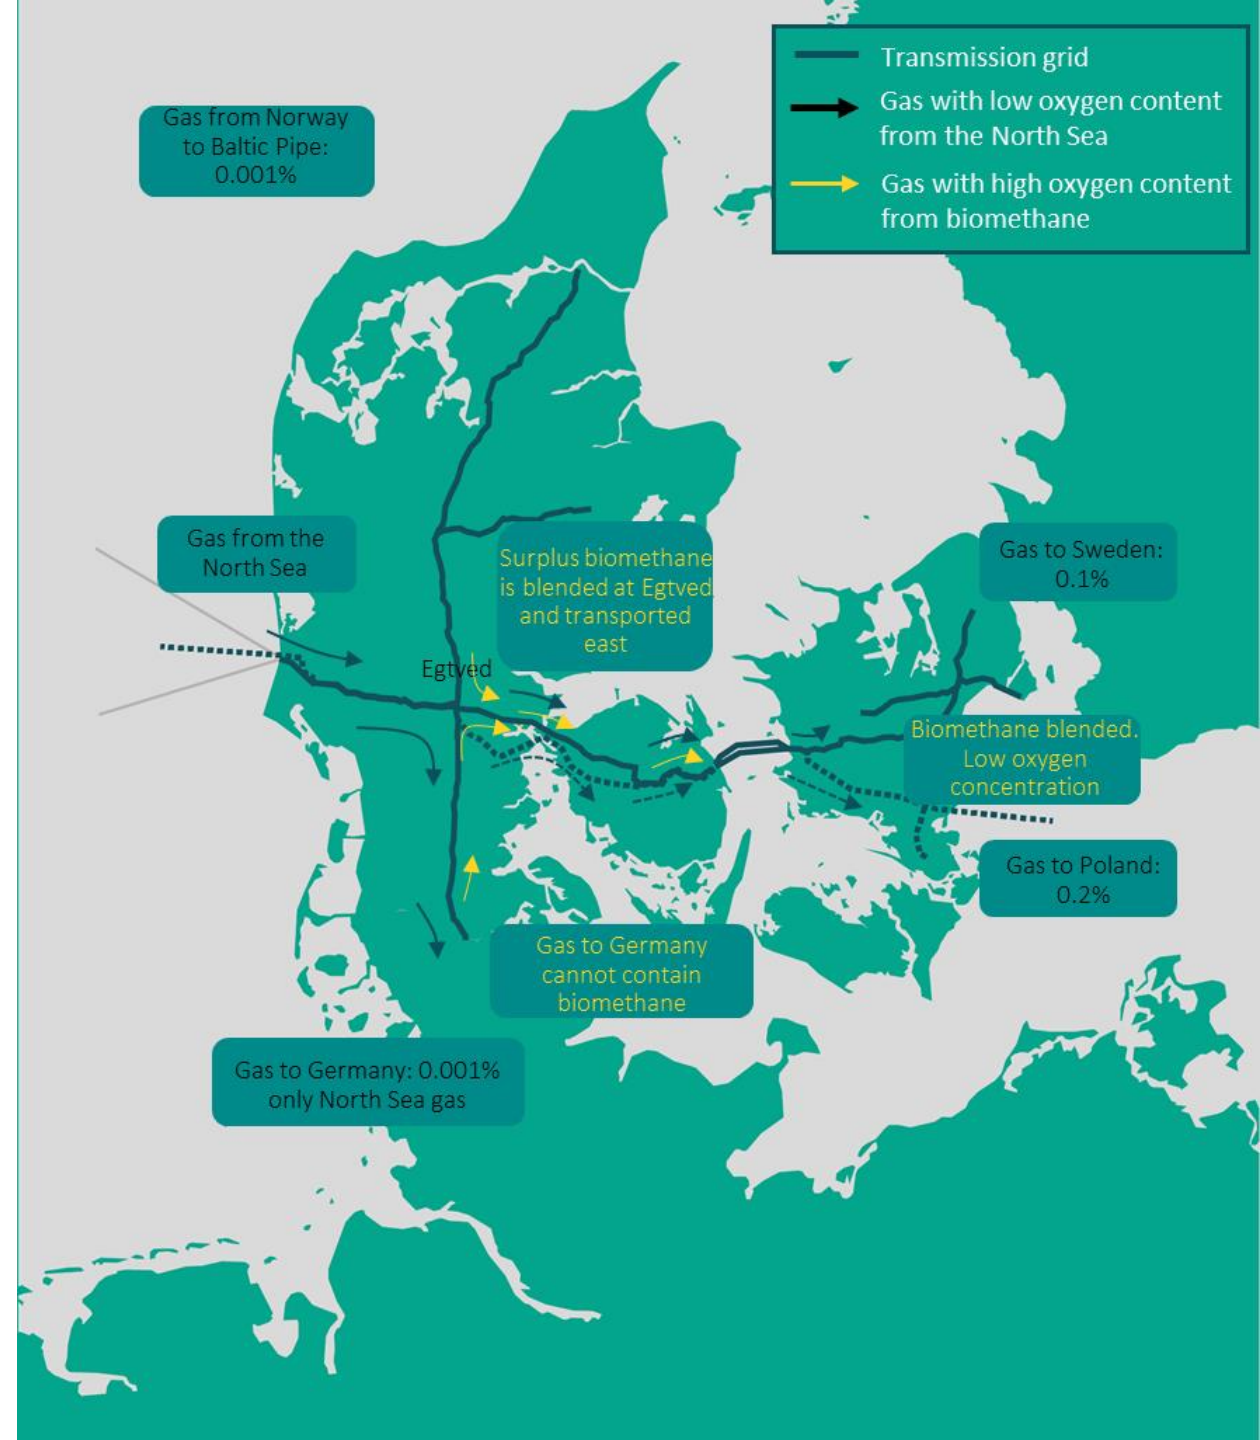 Transmission grid
Gas with low oxygen content
from the North Sea
Gas with high oxygen content
from biomethane
Gas from Norway
to Baltic Pipe:
0.001%
Gas from the
North Sea
Surplus biomethane
is blended at Egtved
and transported
east
Gas to Sweden:
0.1%
Egtved
Biomethane blended.
Low oxygen
concentration
Gas to Poland:
0.2%
Gas to Germany
cannot contain
biomethane
Gas to Germany: 0.001%
only North Sea gas